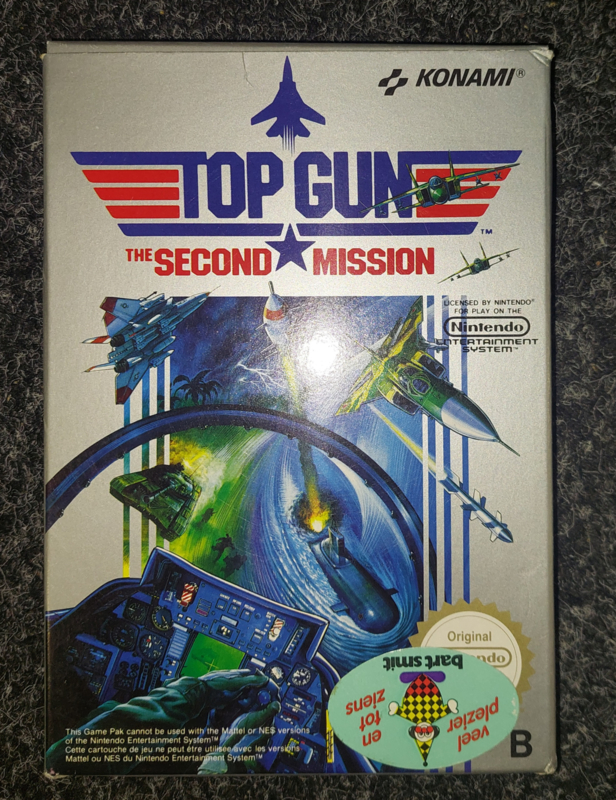 KONAMI®
TOP GUN
™
THE SECOND MISSION
LICENSED BY NINTENDO®
FOR PLAY ON THE
Nintendo
ENTERTAINMENT
SYSTEM™
Original
bart smit
veel
plezier
en
tot
ziens
This Game Pak cannot be used with the Mattel or NES versions
of the Nintendo Entertainment System™
Cette cartouche de jeu ne peut être utilisée avec les versions
Mattel ou NES du Nintendo Entertainment System™
B